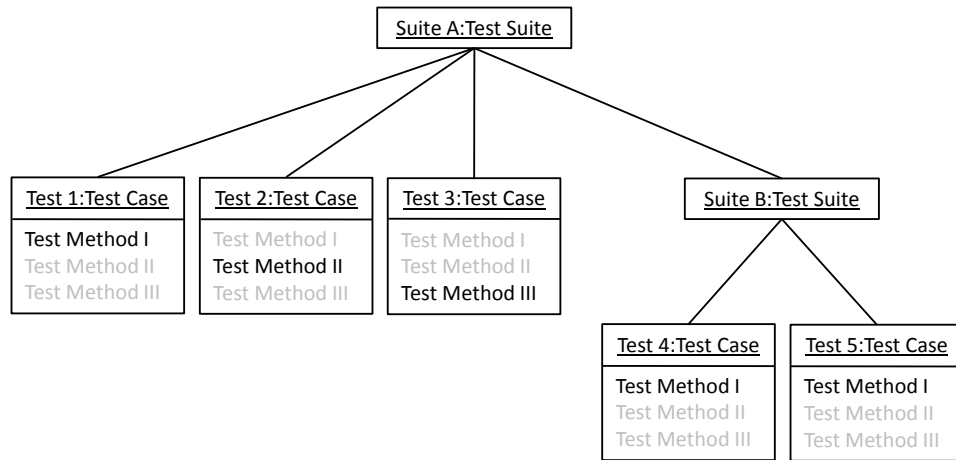 Suite A:Test Suite
Test 1:Test Case
Test Method I
Test Method II
Test Method III
Test 2:Test Case
Test Method I
Test Method II
Test Method III
Test 3:Test Case
Test Method I
Test Method II
Test Method III
Suite B:Test Suite
Test 4:Test Case
Test Method I
Test Method II
Test Method III
Test 5:Test Case
Test Method I
Test Method II
Test Method III